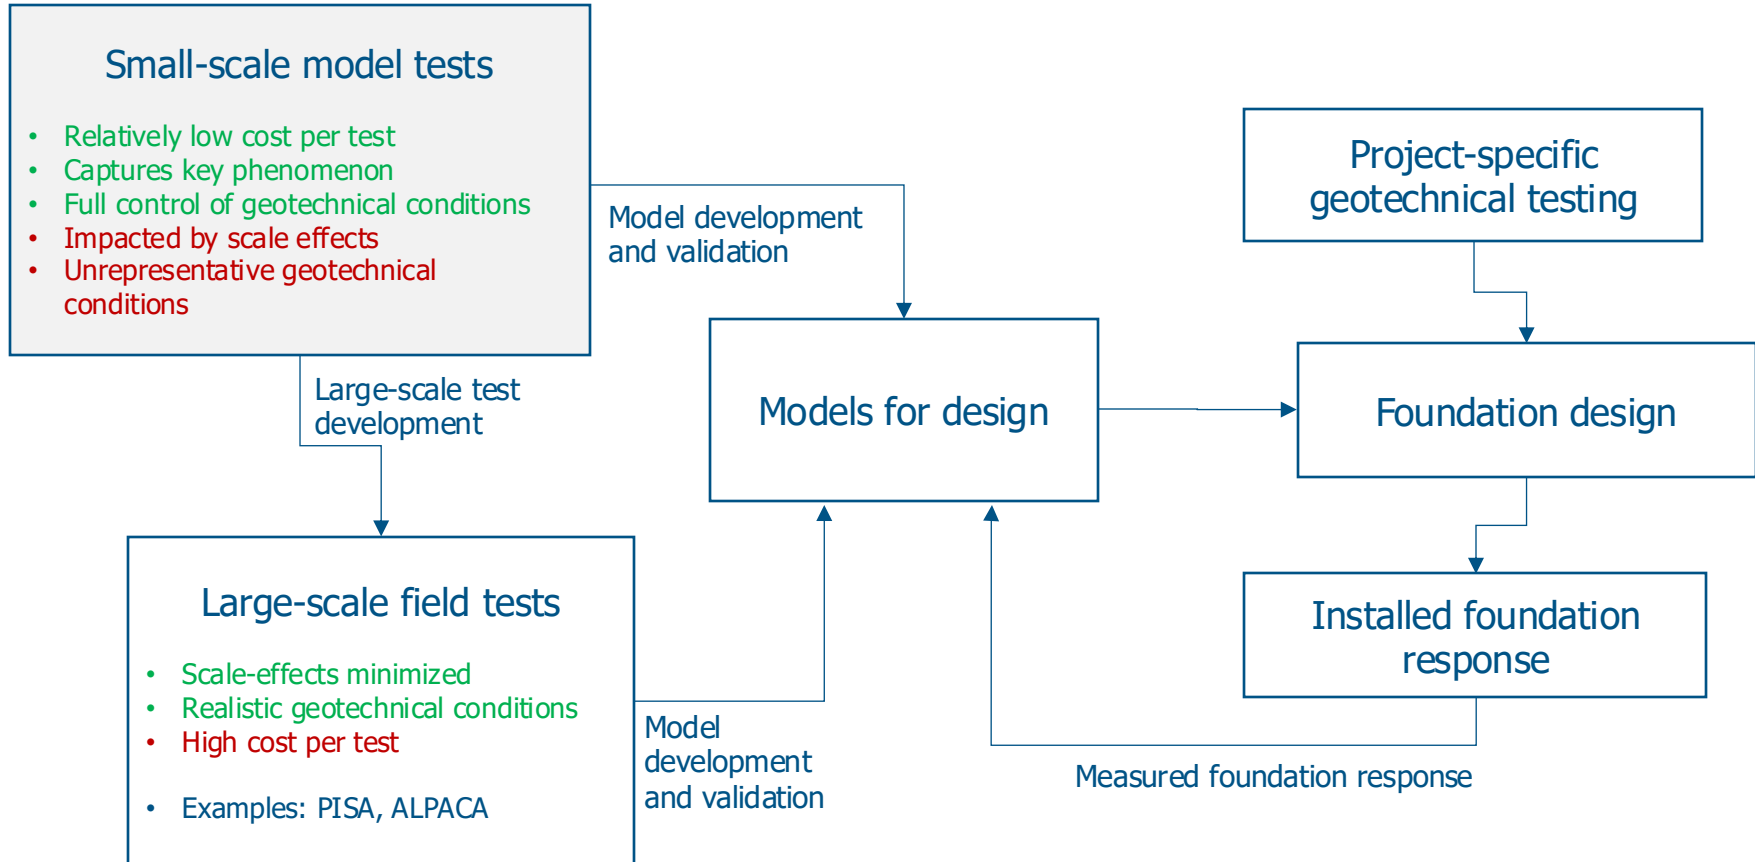 Small-scale model tests
• Relatively low cost per test
• Captures key phenomenon
• Full control of geotechnical conditions
• Impacted by scale effects
• Unrepresentative geotechnical
conditions
Model development
and validation
Project-specific
geotechnical testing
Large-scale test
development
Models for design
Foundation design
Large-scale field tests
• Scale-effects minimized
• Realistic geotechnical conditions
• High cost per test
• Examples: PISA, ALPACA
Model
development
and validation
Installed foundation
response
Measured foundation response